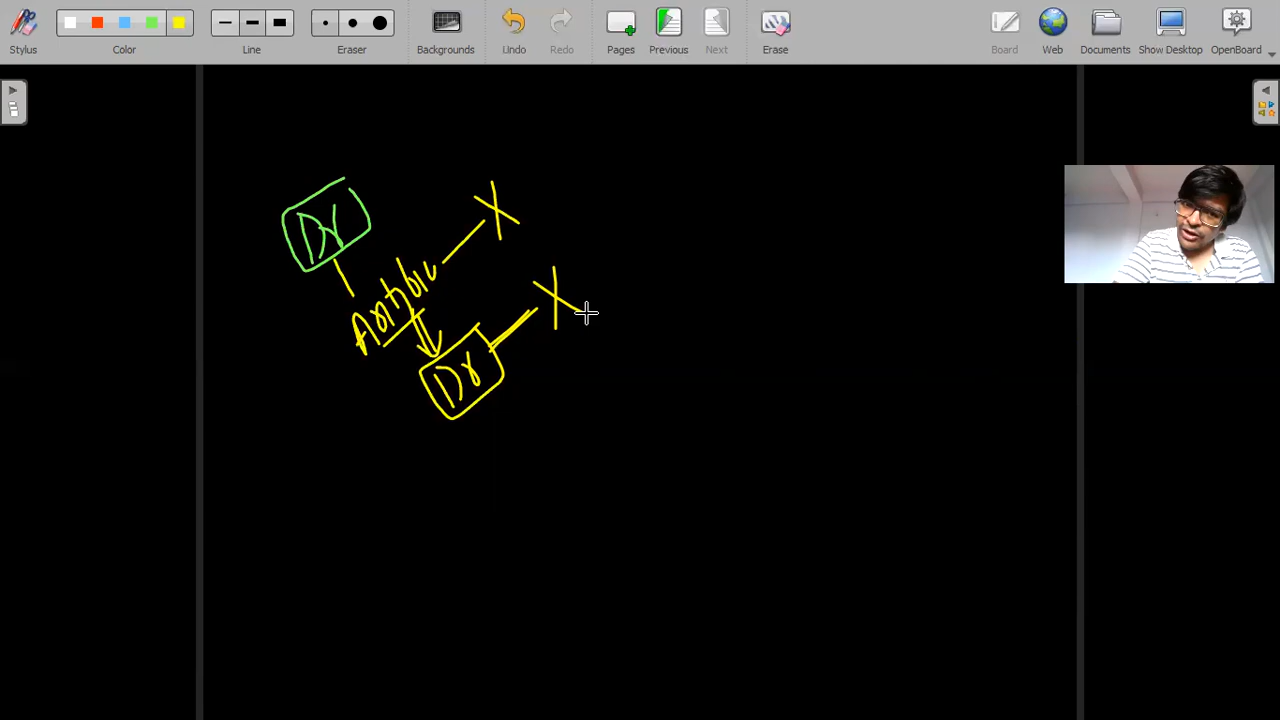 Stylus
Color
Line
Eraser
Backgrounds
Undo
Redo
Pages
Previous
Next
Erase
Board
Web
Documents
Show Desktop
OpenBoard
Dr
X
X
Dr